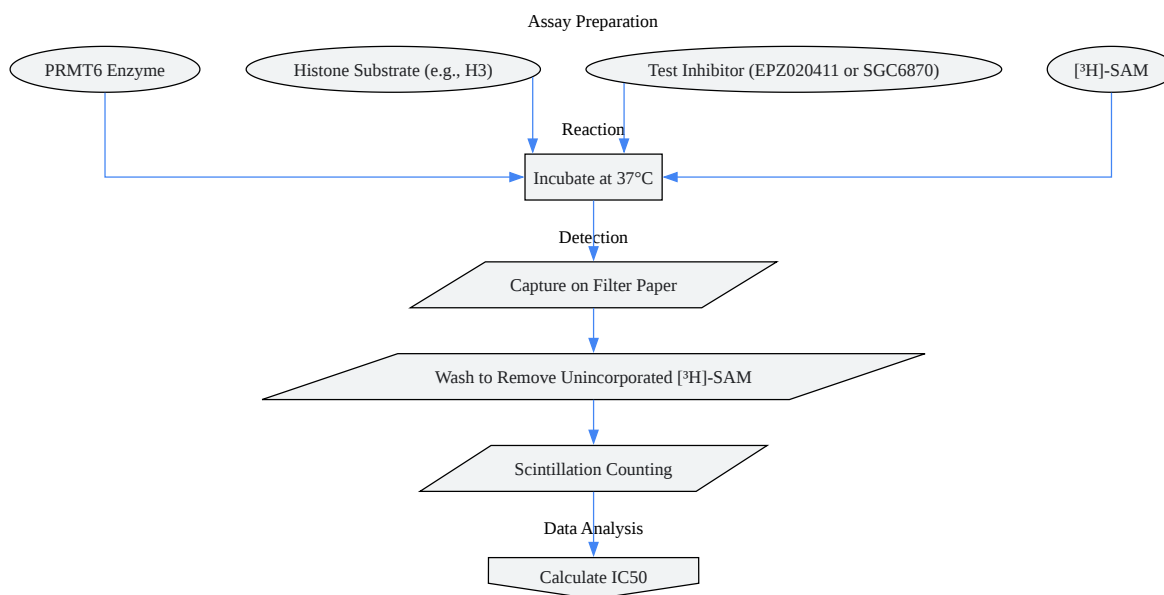 Assay Preparation
PRMT6 Enzyme
Histone Substrate (e.g., H3)
Test Inhibitor (EPZ020411 or SGC6870)
[³H]-SAM
Reaction
Incubate at 37°C
Detection
Capture on Filter Paper
Wash to Remove Unincorporated [³H]-SAM
Scintillation Counting
Data Analysis
Calculate IC50